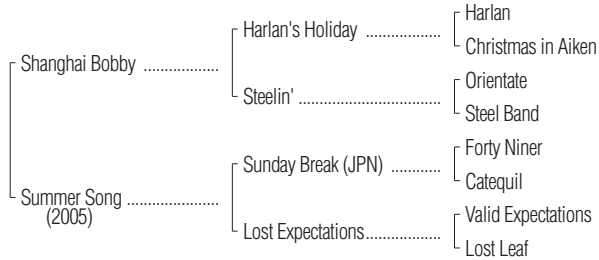 Harlan
Harlan's Holiday ..................
Christmas in Aiken
Shanghai Bobby ..................
Orientate
Steelin' ..................................
Steel Band
Forty Niner
Sunday Break (JPN) ............
Catequil
Summer Song ......................
(2005)
Valid Expectations
Lost Expectations..................
Lost Leaf